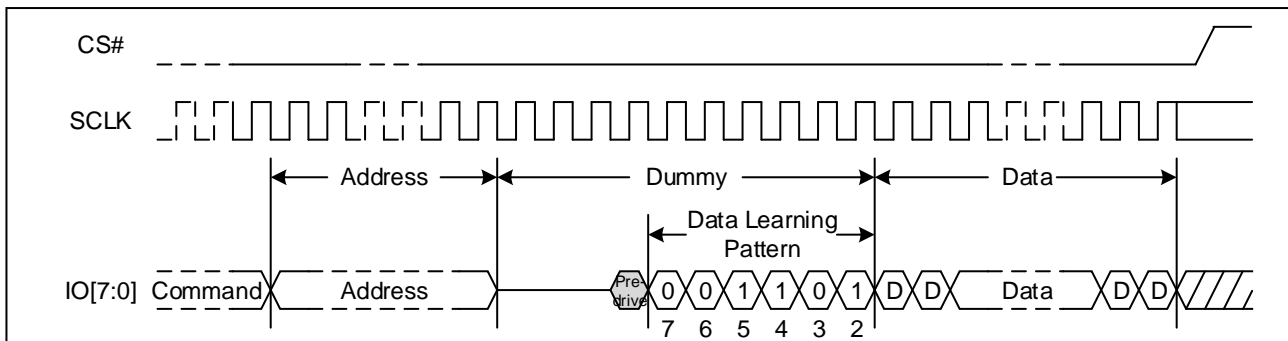 CS#
SCLK
Address Dummy Data
Data Learning
Pattern
IO[7:0] Command Address Pre-
drive 0 0 1 1 0 1 D D Data D D
7 6 5 4 3 2